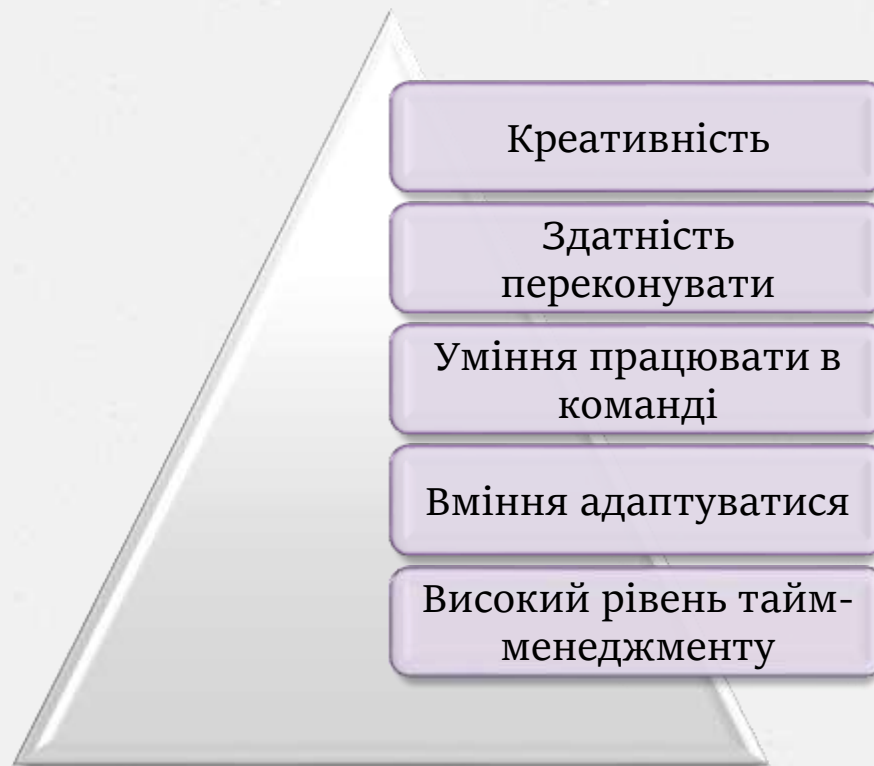 Креативність
Здатність
переконувати
Уміння працювати в
команді
Вміння адаптуватися
Високий рівень тайм-
менеджменту